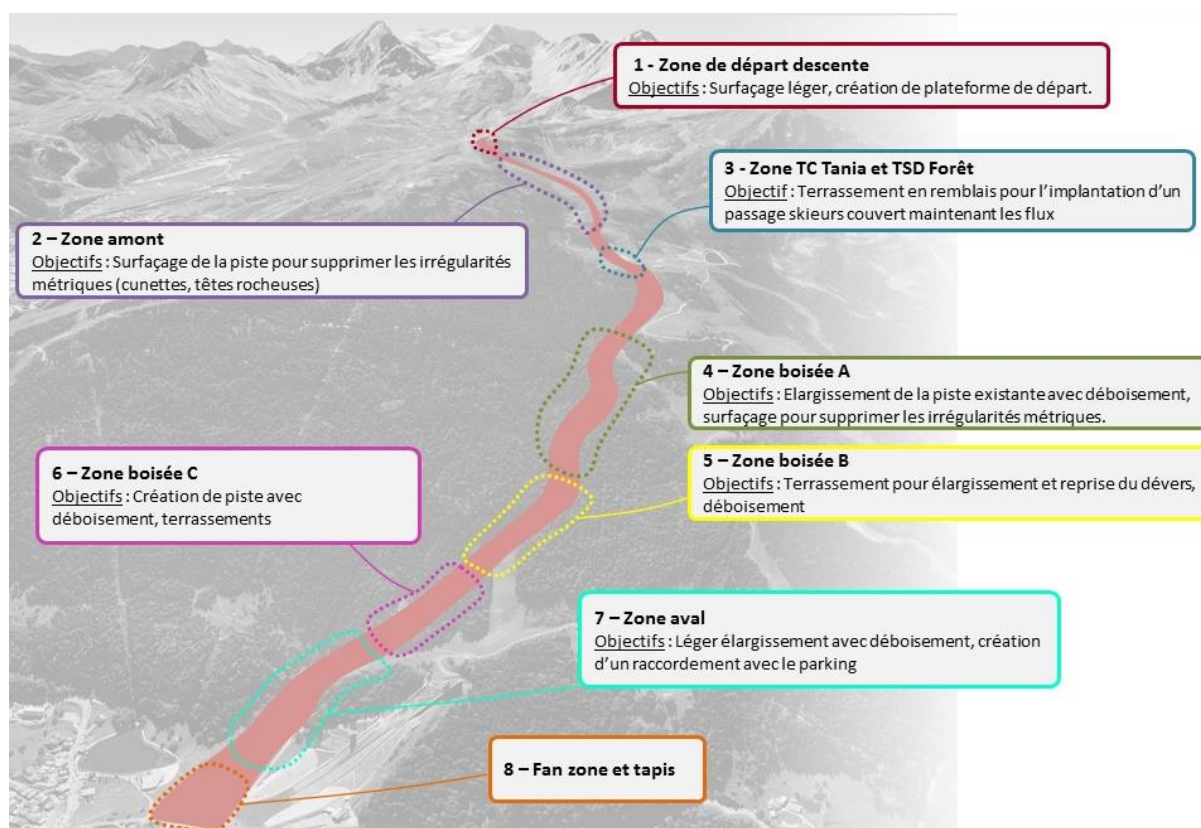 1 - Zone de départ descente
Objectifs : Surfaçage léger, création de plateforme de départ.
3 - Zone TC Tania et TSD Forêt
Objectif : Terrassement en remblais pour l’implantation d’un
passage skieurs couvert maintenant les flux
2 – Zone amont
Objectifs : Surfaçage de la piste pour supprimer les irrégularités
métriques (cunettes, têtes rocheuses)
4 – Zone boisée A
Objectifs : Elargissement de la piste existante avec déboisement,
surfaçage pour supprimer les irrégularités métriques.
5 – Zone boisée B
Objectifs : Terrassement pour élargissement et reprise du dévers,
déboisement
6 – Zone boisée C
Objectifs : Création de piste avec
déboisement, terrassements
7 – Zone aval
Objectifs : Léger élargissement avec déboisement, création
d’un raccordement avec le parking
8 – Fan zone et tapis